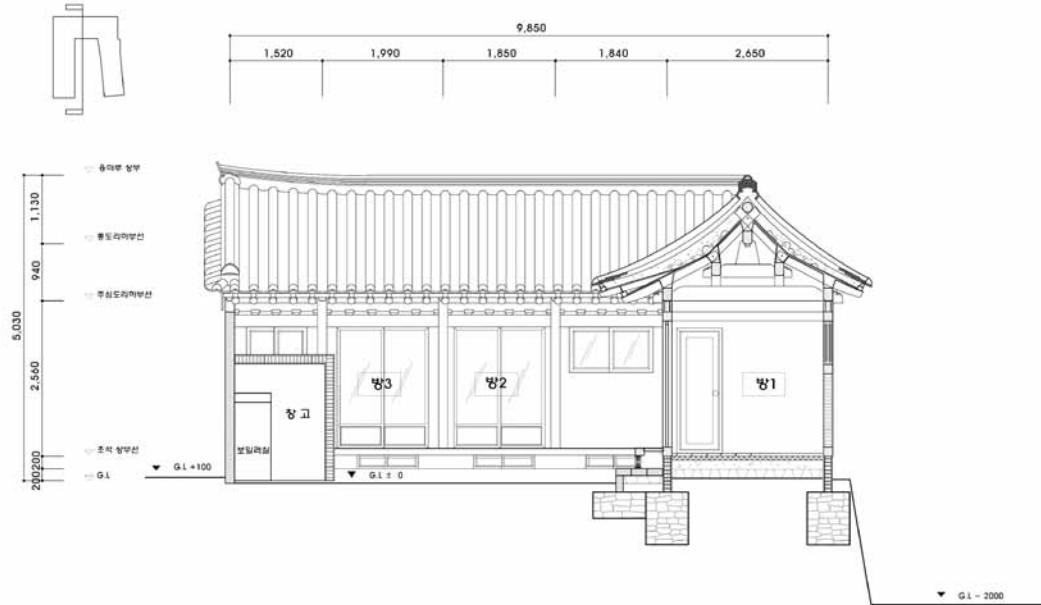 9,850
1,520 1,990 1,850 1,840 2,650
용마루 상부
1,130
종도리하부선
940
주심도리하부선
5,030
2,560
방3
방2
방1
창고
보일러실
초석 상부선
200
200
G.L
G.L +100
G.L ± 0
G.L - 2000